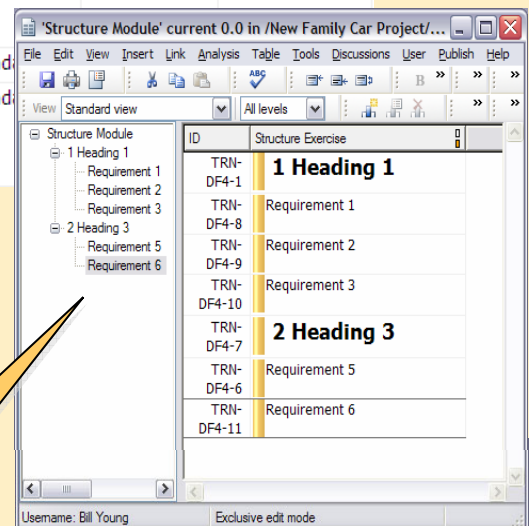 'Structure Module' current 0.0 in /New Family Car Project/...
File Edit View Insert Link Analysis Table Tools Discussions User Publish Help
ABC B » »
View Standard view All levels » »
Structure Module
1 Heading 1
Requirement 1
Requirement 2
Requirement 3
2 Heading 3
Requirement 5
Requirement 6
ID Structure Exercise
TRN-DF4-1 1 Heading 1
TRN-DF4-8 Requirement 1
TRN-DF4-9 Requirement 2
TRN-DF4-10 Requirement 3
TRN-DF4-7 2 Heading 3
TRN-DF4-6 Requirement 5
TRN-DF4-11 Requirement 6
Username: Bill Young Exclusive edit mode